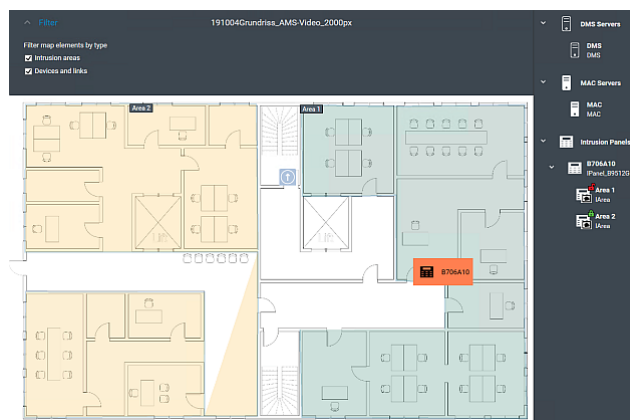 Filter
191004Grundriss_AMS-Video_2000px
Filter map elements by type
Intrusion areas
Devices and links
Area 2
Area 1
B706A10
DMS Servers
DMS
DMS
MAC Servers
MAC
MAC
Intrusion Panels
B706A10
IPanel_B9512G
Area 1
IArea
Area 2
IArea